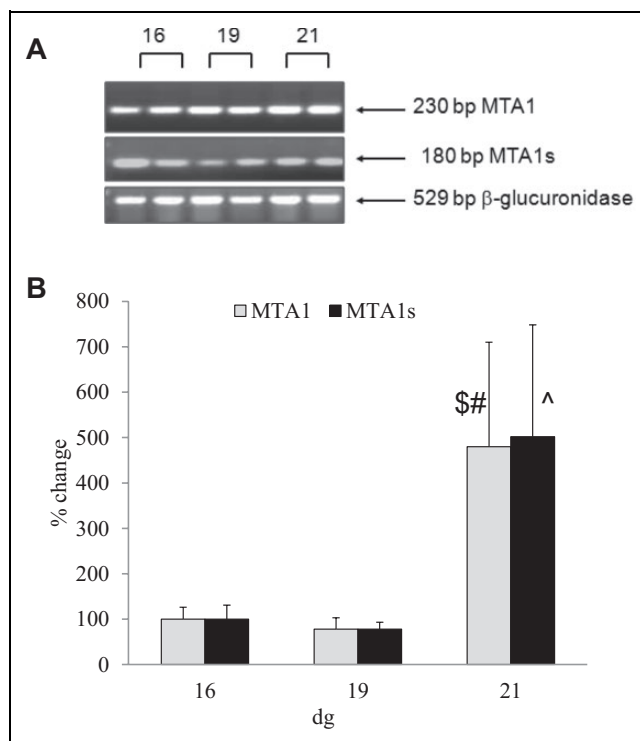 16 19 21
A
230 bp MTA1
180 bp MTA1s
529 bp β-glucuronidase
B
800
MTA1 MTA1s
700
600
500
400
300
200
100
0
% change
$# ^
16 19 21
dg